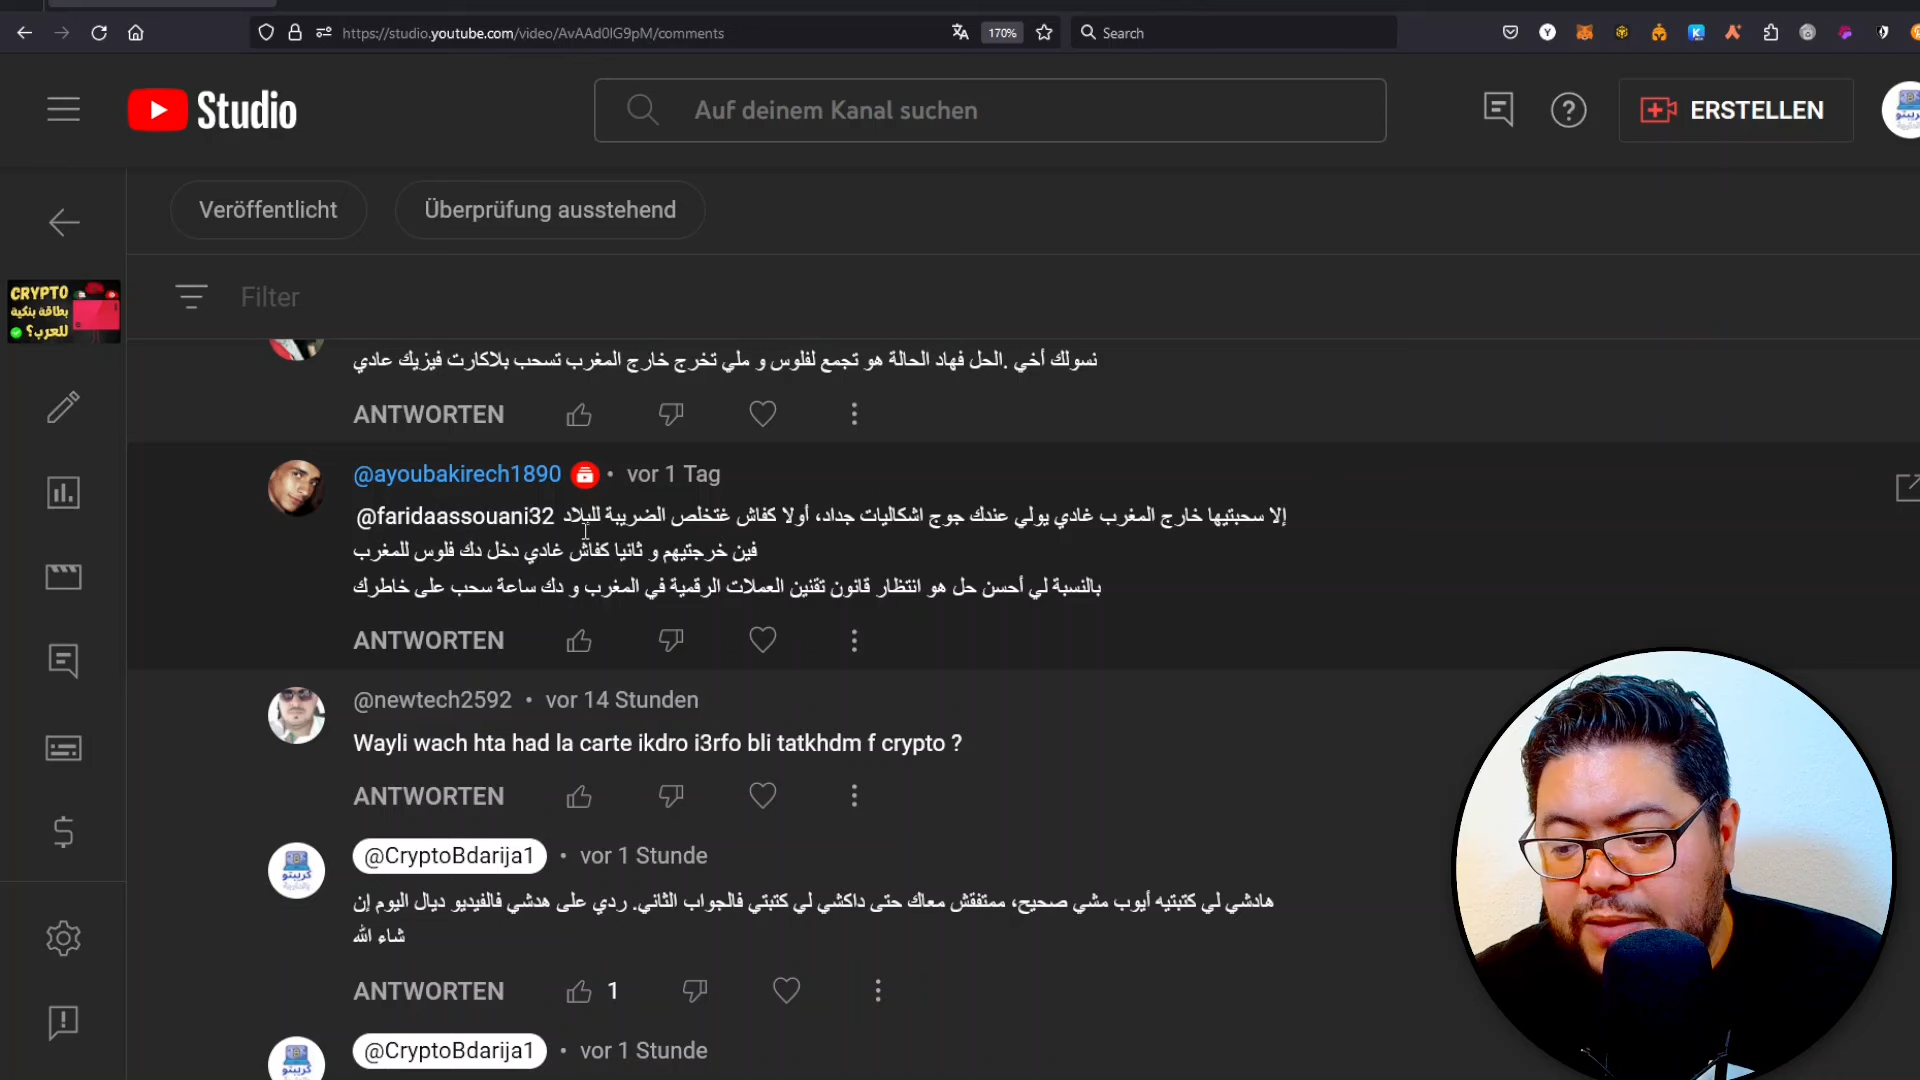 https://studio.youtube.com/video/AvAAd0lG9pM/comments
170%
Search
Studio
Auf deinem Kanal suchen
ERSTELLEN
Veröffentlicht
Überprüfung ausstehend
CRYPTO
بطاقة بنكية
للعرب؟
Filter
نسولك أخي .الحل فهاد الحالة هو تجمع لفلوس و ملي تخرج خارج المغرب تسحب بلاكارت فيزيك عادي
ANTWORTEN
@ayoubakirech1890 • vor 1 Tag
@faridaassouani32 إلا سحبتيها خارج المغرب غادي يولي عندك جوج اشكاليات جداد، أولا كفاش غتخلص الضريبة للبلاد
فين خرجتيهم و ثانيا كفاش غادي دخل دك فلوس للمغرب
بالنسبة لي أحسن حل هو انتظار قانون تقنين العملات الرقمية في المغرب و دك ساعة سحب على خاطرك
ANTWORTEN
@newtech2592 • vor 14 Stunden
Wayli wach hta had la carte ikdro i3rfo bli tatkhdm f crypto ?
ANTWORTEN
@CryptoBdarija1 • vor 1 Stunde
هادشي لي كتبتيه أيوب مشي صحيح، ممتفقش معاك حتى داكشي لي كتبتي فالجواب الثاني. ردي على هدشي فالفيديو ديال اليوم إن
شاء الله
ANTWORTEN
1
@CryptoBdarija1 • vor 1 Stunde